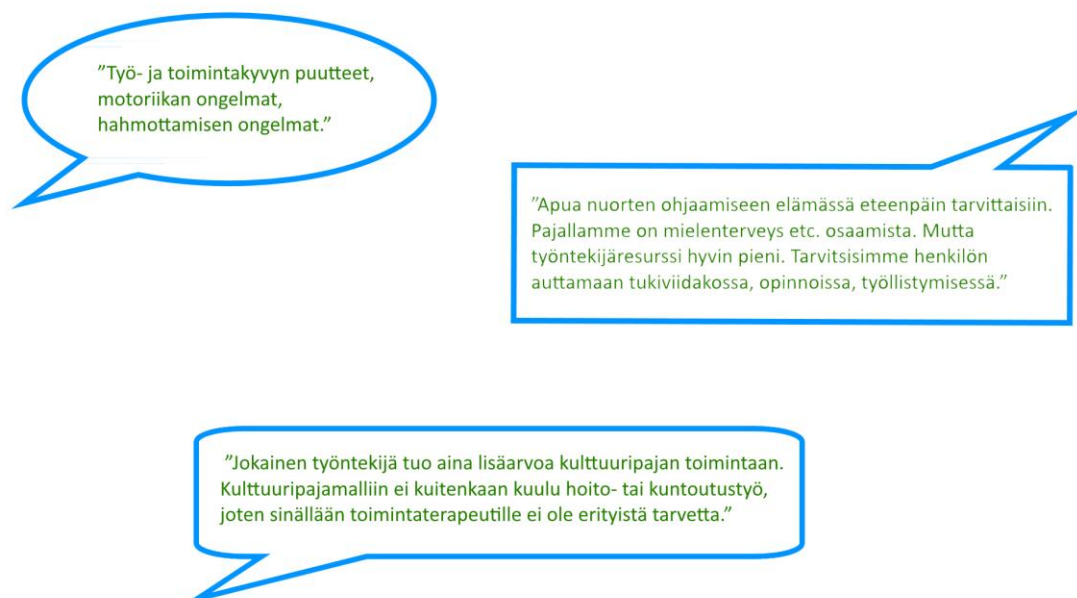 ”Työ- ja toimintakyvyn puutteet,
motoriikan ongelmat,
hahmottamisen ongelmat.”
”Apua nuorten ohjaamiseen elämässä eteenpäin tarvittaisiin.
Pajallamme on mielenterveys etc. osaamista. Mutta
työntekijäresurssi hyvin pieni. Tarvitsisimme henkilön
auttamaan tukiviidakossa, opinnoissa, työllistymisessä.”
”Jokainen työntekijä tuo aina lisäarvoa kulttuuripajan toimintaan.
Kulttuuripajamalliin ei kuitenkaan kuulu hoito- tai kuntoutustyö,
joten sinällään toimintaterapeutille ei ole erityistä tarvetta.”